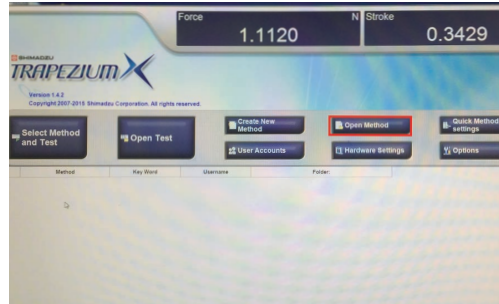 Force N Stroke
1.1120 0.3429
SHIMADZU
TRAPEZIUM X
Version 1.4.2
Copyright 2007-2015 Shimadzu Corporation. All rights reserved.
Select Method
and Test
Open Test
Create New
Method
Open Method
Quick Method
settings
User Accounts
Hardware Settings
Options
Method Key Word Username Folder: